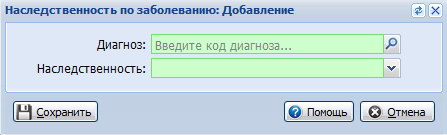 Наследственность по заболеванию: Добавление
Диагноз: Введите код диагноза...
Наследственность:
Сохранить Помощь Отмена